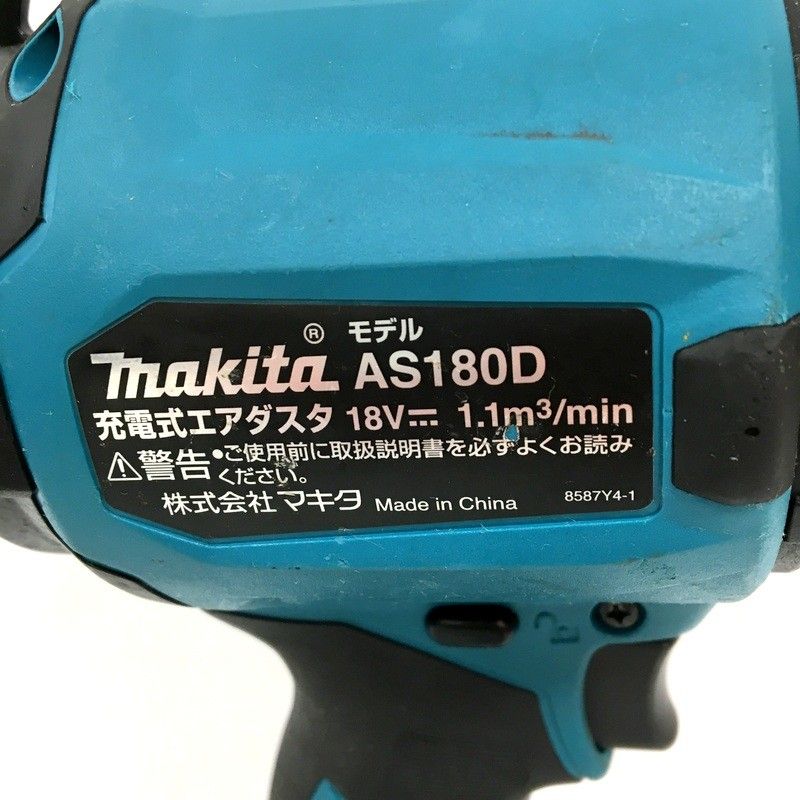 makita® モデル AS180D
充電式エアダスタ 18V⎓ 1.1m³/min
⚠警告 •ご使用前に取扱説明書を必ずよくお読み
ください。
株式会社 マキタ Made in China 8587Y4-1